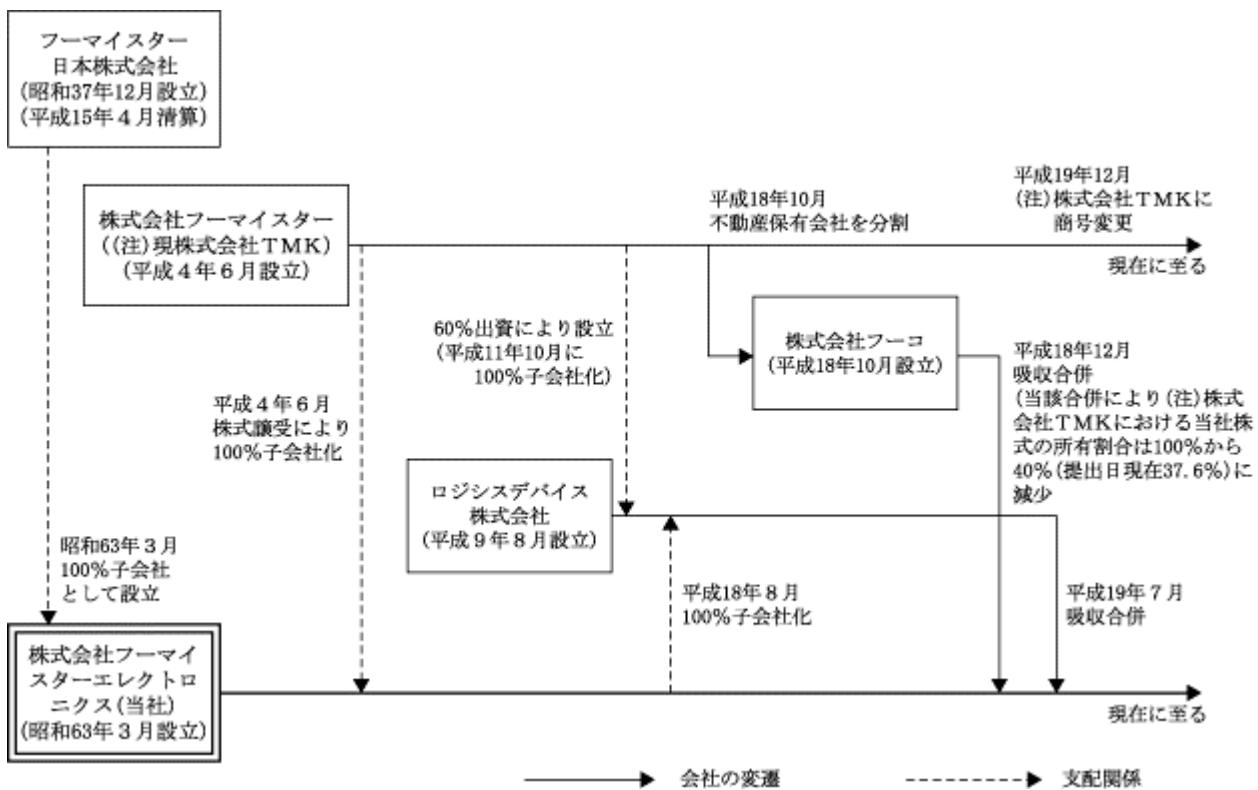 フーマイスター
日本株式会社
(昭和37年12月設立)
(平成15年４月清算)
株式会社フーマイスター
((注)現株式会社ＴＭＫ)
(平成４年６月設立)
平成18年10月
不動産保有会社を分割
平成19年12月
(注)株式会社ＴＭＫに
商号変更
現在に至る
60％出資により設立
(平成11年10月に
100％子会社化)
株式会社フーコ
(平成18年10月設立)
平成18年12月
吸収合併
(当該合併により(注)株式
会社ＴＭＫにおける当社株
式の所有割合は100％から
40％(提出日現在37.6％)に
減少
平成４年６月
株式譲受により
100％子会社化
ロジシスデバイス
株式会社
(平成９年８月設立)
昭和63年３月
100％子会社
として設立
平成18年８月
100％子会社化
平成19年７月
吸収合併
株式会社フーマイ
スターエレクトロ
ニクス(当社)
(昭和63年３月設立)
現在に至る
会社の変遷
支配関係